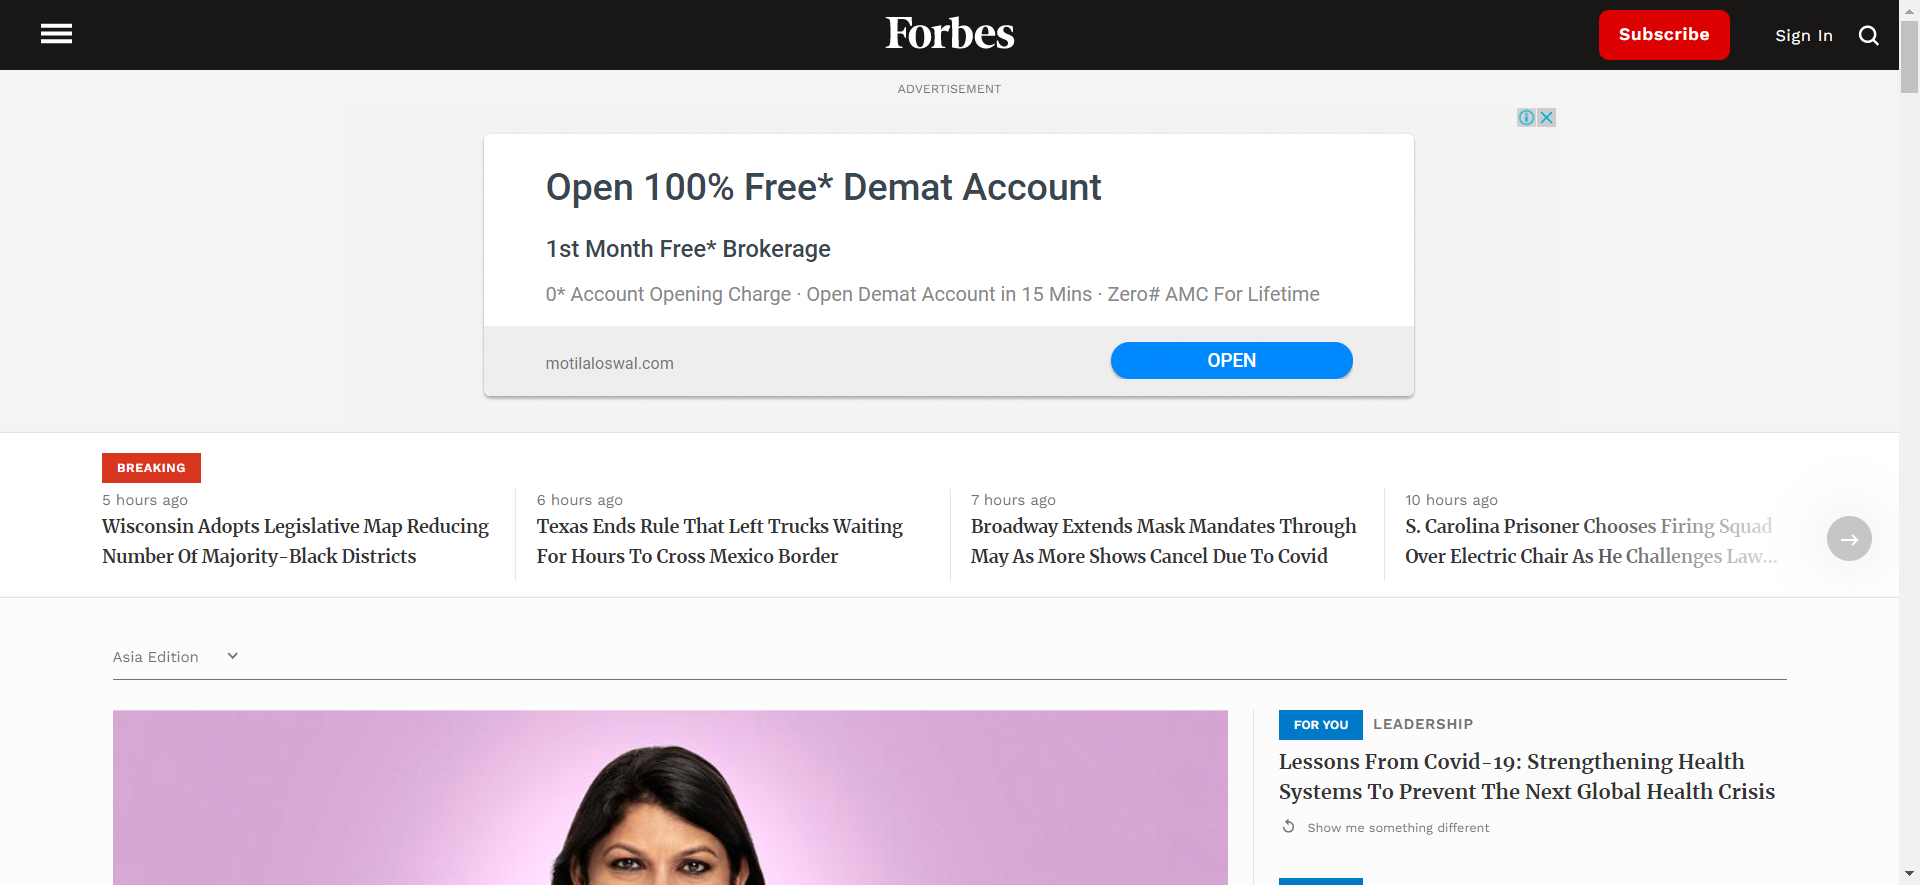 Forbes
Subscribe
Sign In
ADVERTISEMENT
Open 100% Free* Demat Account
1st Month Free* Brokerage
0* Account Opening Charge · Open Demat Account in 15 Mins · Zero# AMC For Lifetime
motilaloswal.com
OPEN
BREAKING
5 hours ago
Wisconsin Adopts Legislative Map Reducing
Number Of Majority-Black Districts
6 hours ago
Texas Ends Rule That Left Trucks Waiting
For Hours To Cross Mexico Border
7 hours ago
Broadway Extends Mask Mandates Through
May As More Shows Cancel Due To Covid
10 hours ago
S. Carolina Prisoner Chooses Firing Squad
Over Electric Chair As He Challenges Law...
Asia Edition
FOR YOU
LEADERSHIP
Lessons From Covid-19: Strengthening Health
Systems To Prevent The Next Global Health Crisis
Show me something different